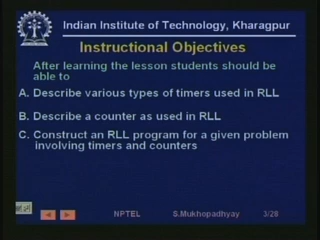 Indian Institute of Technology, Kharagpur
Instructional Objectives
After learning the lesson students should be
able to
A. Describe various types of timers used in RLL
B. Describe a counter as used in RLL
C. Construct an RLL program for a given problem
involving timers and counters
NPTEL S.Mukhopadhyay 3/28